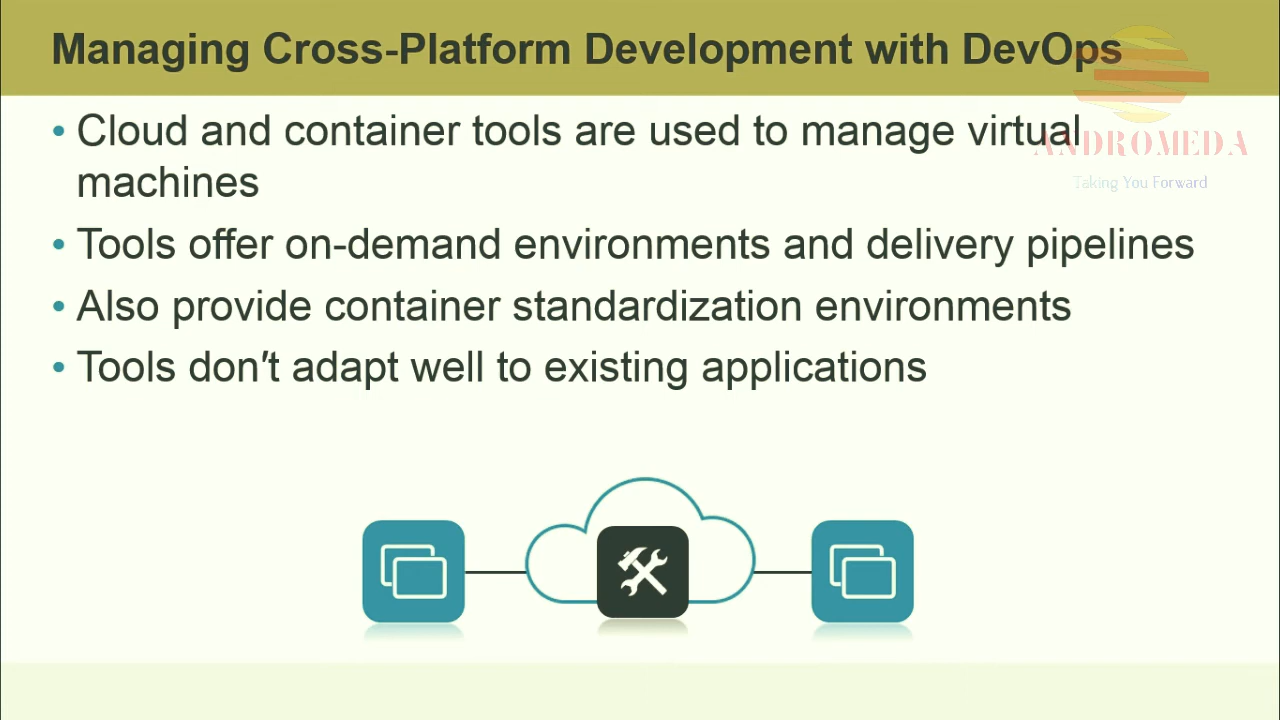 Managing Cross-Platform Development with DevOps
• Cloud and container tools are used to manage virtual
machines
• Tools offer on-demand environments and delivery pipelines
• Also provide container standardization environments
• Tools don't adapt well to existing applications
ANDROMEDA
Taking You Forward